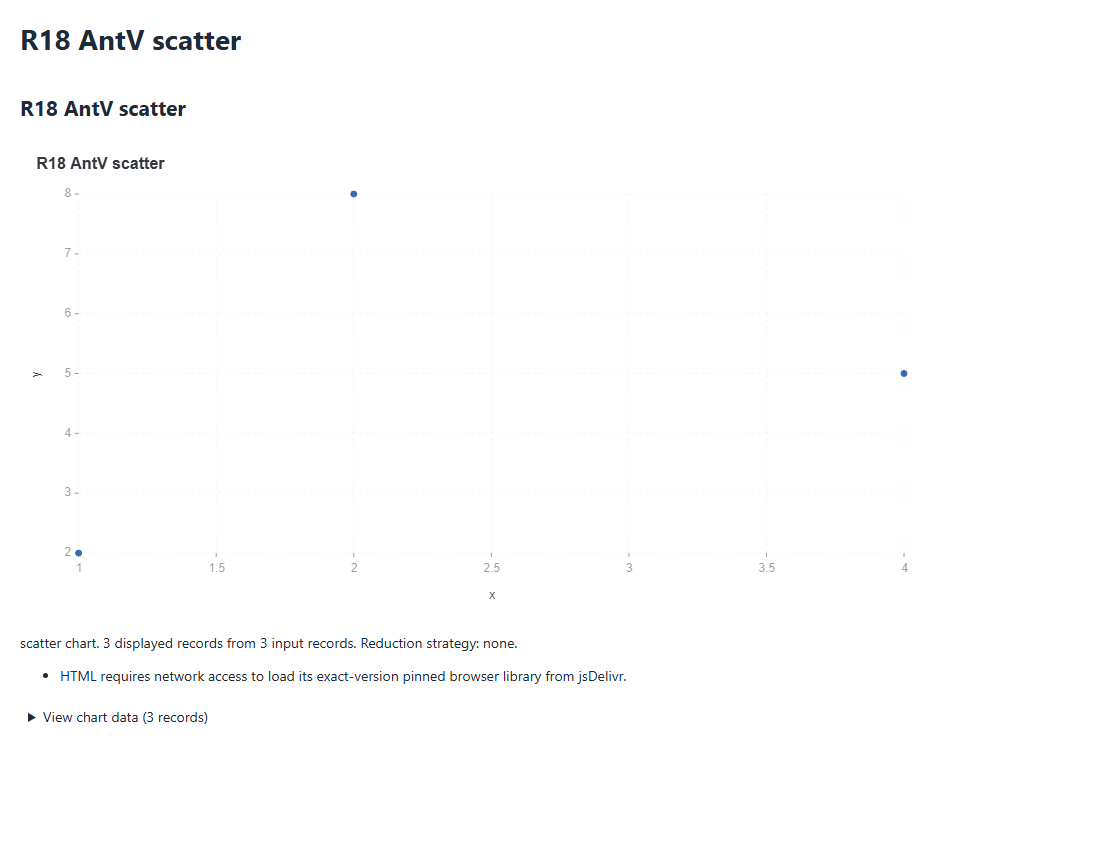 R18 AntV scatter
R18 AntV scatter
R18 AntV scatter
8
7
6
5
4
3
2
y
1 1.5 2 2.5 3 3.5 4
x
scatter chart. 3 displayed records from 3 input records. Reduction strategy: none.
• HTML requires network access to load its exact-version pinned browser library from jsDelivr.
▶ View chart data (3 records)